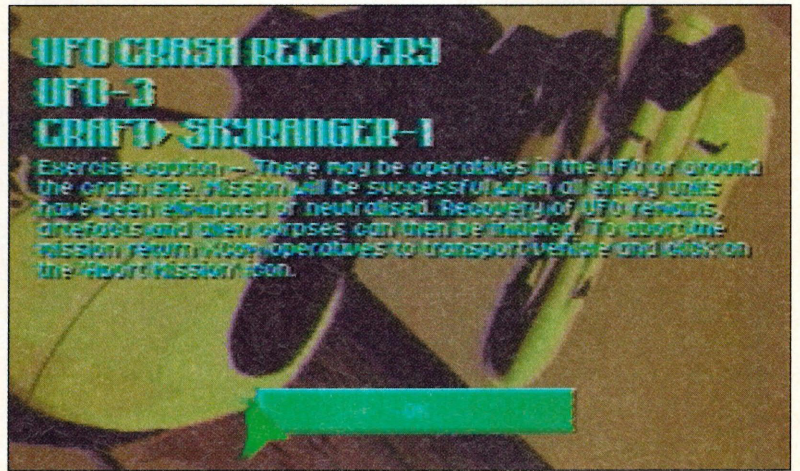 UFO CRASH RECOVERY
UFO-3
CRAFT> SKYRANGER-1
Exercise caution - There may be operatives in the UFO or around
the crash site. Mission will be successful when all enemy units
have been eliminated or neutralised. Recovery of UFO remains,
artefacts and alien corpses can then be initiated. To abort the
mission return XCom operatives to transport vehicle and click on
the 'Abort Mission' icon.
OK